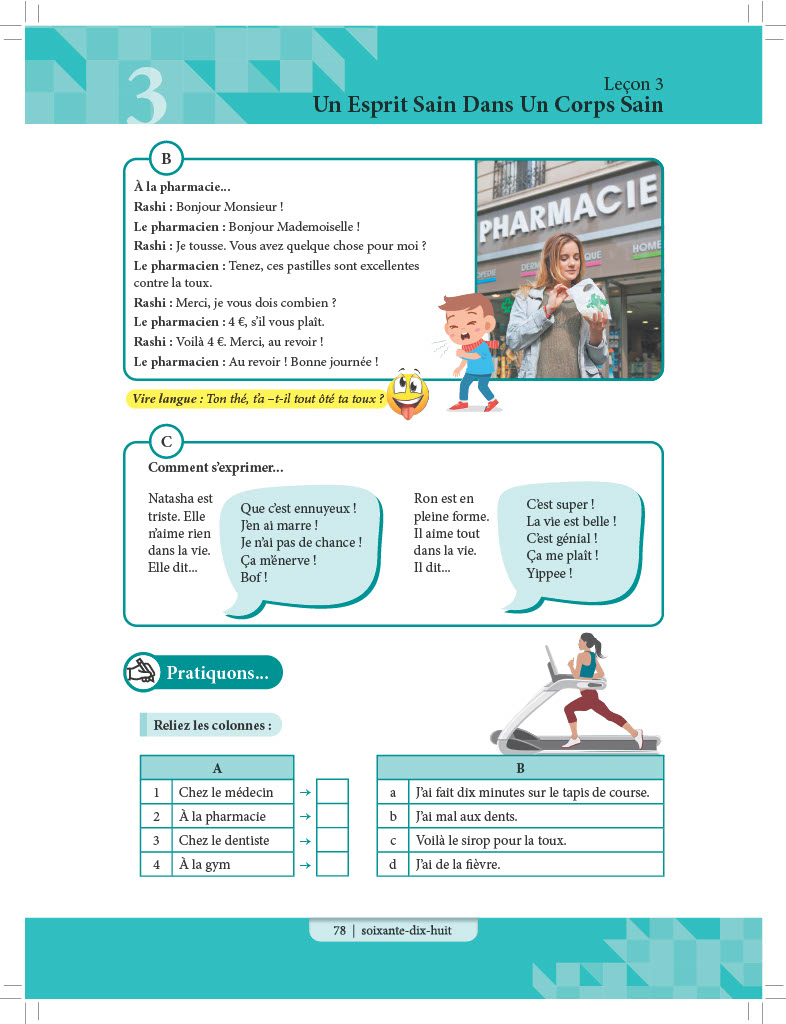 3
Leçon 3
Un Esprit Sain Dans Un Corps Sain
B
À la pharmacie...
Rashi : Bonjour Monsieur !
Le pharmacien : Bonjour Mademoiselle !
Rashi : Je tousse. Vous avez quelque chose pour moi ?
Le pharmacien : Tenez, ces pastilles sont excellentes
contre la toux.
Rashi : Merci, je vous dois combien ?
Le pharmacien : 4 €, s'il vous plaît.
Rashi : Voilà 4 €. Merci, au revoir !
Le pharmacien : Au revoir ! Bonne journée !
PHARMACIE
HOME
Vire langue : Ton thé, t'a –t-il tout ôté ta toux ?
C
Comment s'exprimer...
Natasha est
triste. Elle
n'aime rien
dans la vie.
Elle dit...
Que c'est ennuyeux !
J'en ai marre !
Je n'ai pas de chance !
Ça m'énerve !
Bof !
Ron est en
pleine forme.
Il aime tout
dans la vie.
Il dit...
C'est super !
La vie est belle !
C'est génial !
Ça me plaît !
Yippee !
Pratiquons...
Reliez les colonnes :
A
1 Chez le médecin →
2 À la pharmacie →
3 Chez le dentiste →
4 À la gym →
B
a J'ai fait dix minutes sur le tapis de course.
b J'ai mal aux dents.
c Voilà le sirop pour la toux.
d J'ai de la fièvre.
78 | soixante-dix-huit